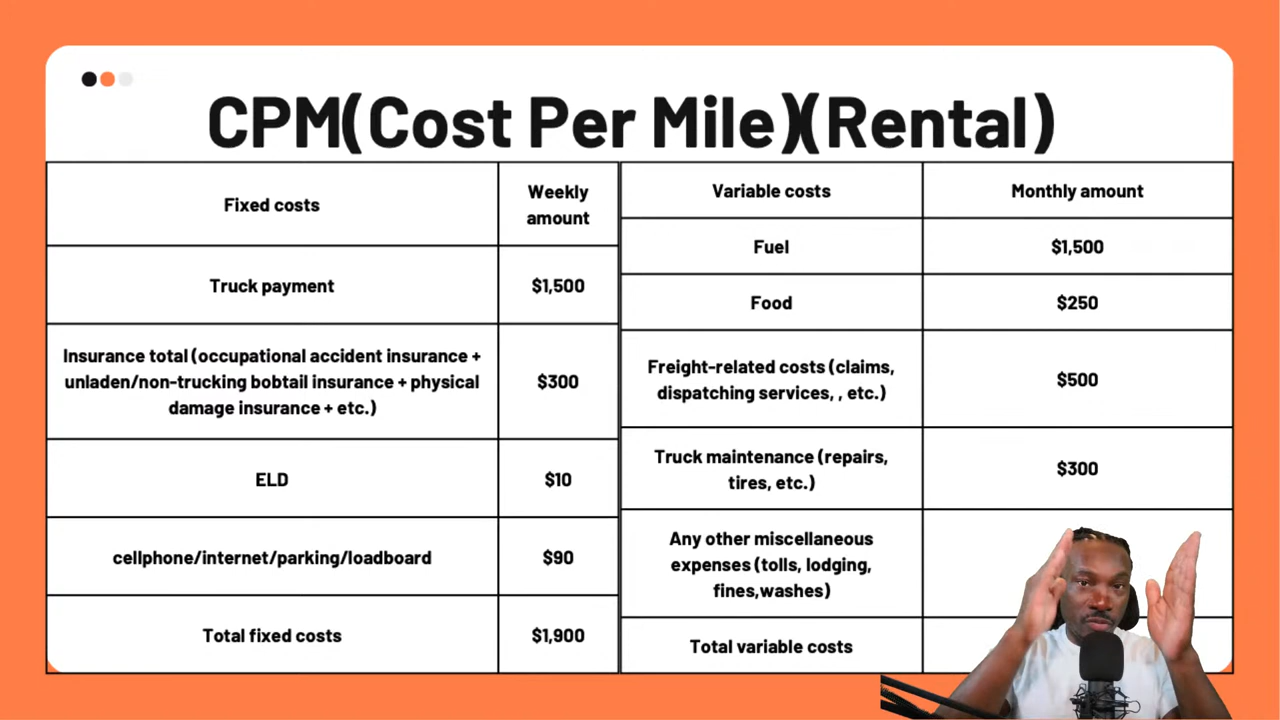 CPM(Cost Per Mile)(Rental)
Fixed costs
Weekly
amount
Truck payment
$1,500
Insurance total (occupational accident insurance +
unladen/non-trucking bobtail insurance + physical
damage insurance + etc.)
$300
ELD
$10
cellphone/internet/parking/loadboard
$90
Total fixed costs
$1,900
Variable costs
Monthly amount
Fuel
$1,500
Food
$250
Freight-related costs (claims,
dispatching services, , etc.)
$500
Truck maintenance (repairs,
tires, etc.)
$300
Any other miscellaneous
expenses (tolls, lodging,
fines,washes)
Total variable costs